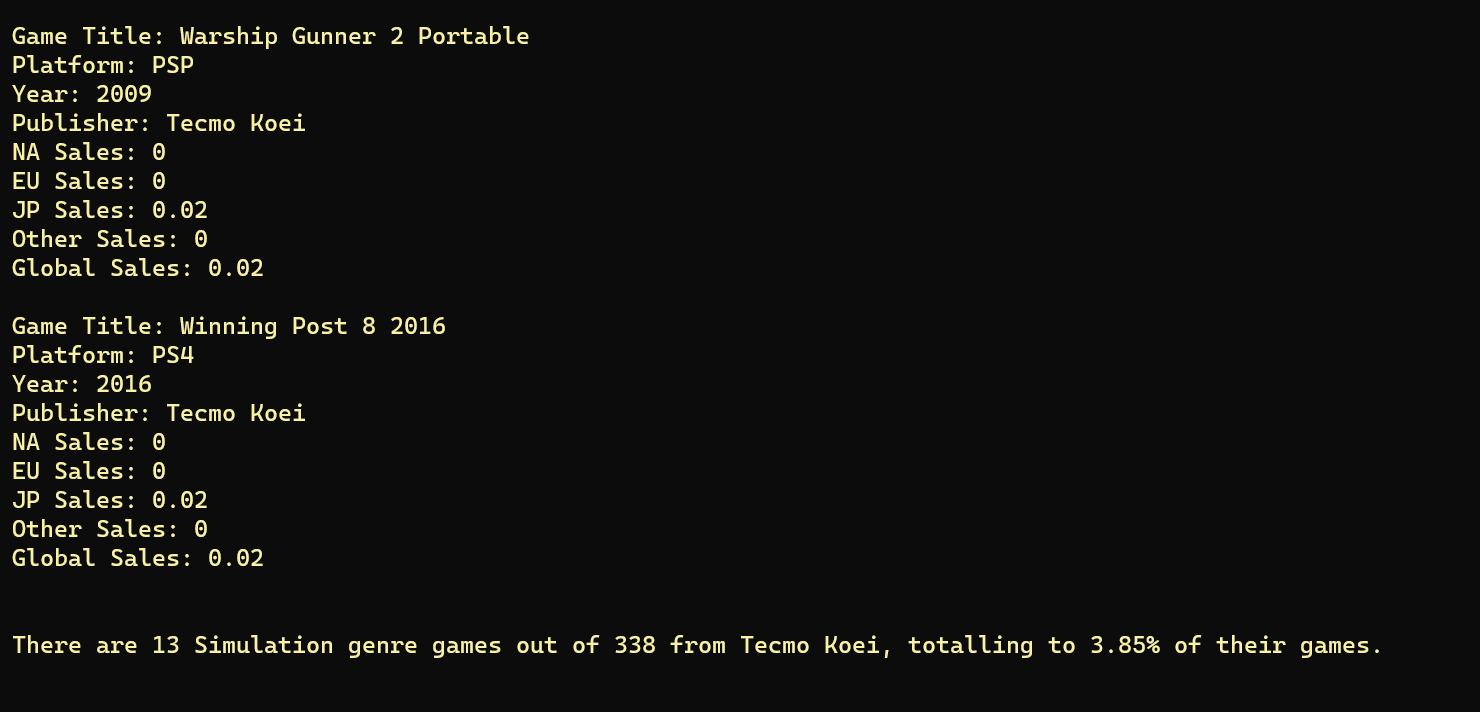 Game Title: Warship Gunner 2 Portable
Platform: PSP
Year: 2009
Publisher: Tecmo Koei
NA Sales: 0
EU Sales: 0
JP Sales: 0.02
Other Sales: 0
Global Sales: 0.02
Game Title: Winning Post 8 2016
Platform: PS4
Year: 2016
Publisher: Tecmo Koei
NA Sales: 0
EU Sales: 0
JP Sales: 0.02
Other Sales: 0
Global Sales: 0.02
There are 13 Simulation genre games out of 338 from Tecmo Koei, totalling to 3.85% of their games.